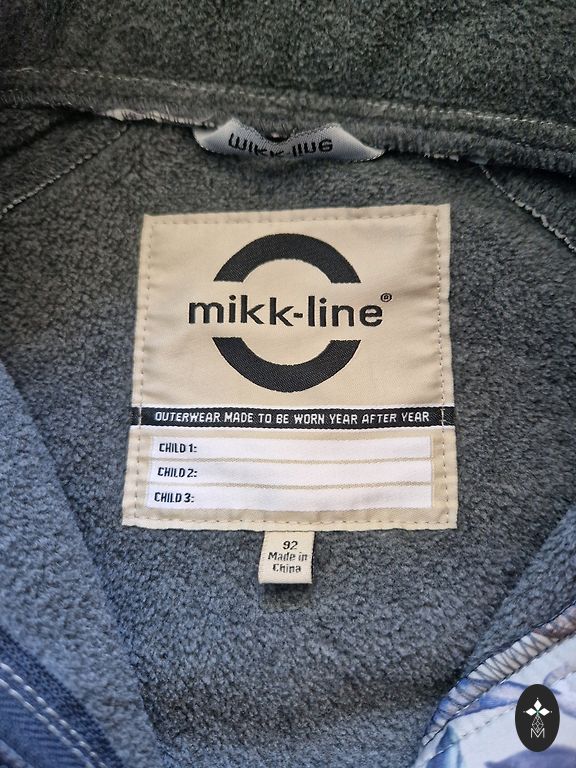 mikk-line
mikk-line®
OUTERWEAR MADE TO BE WORN YEAR AFTER YEAR
CHILD 1:
CHILD 2:
CHILD 3:
92
Made in
China
M